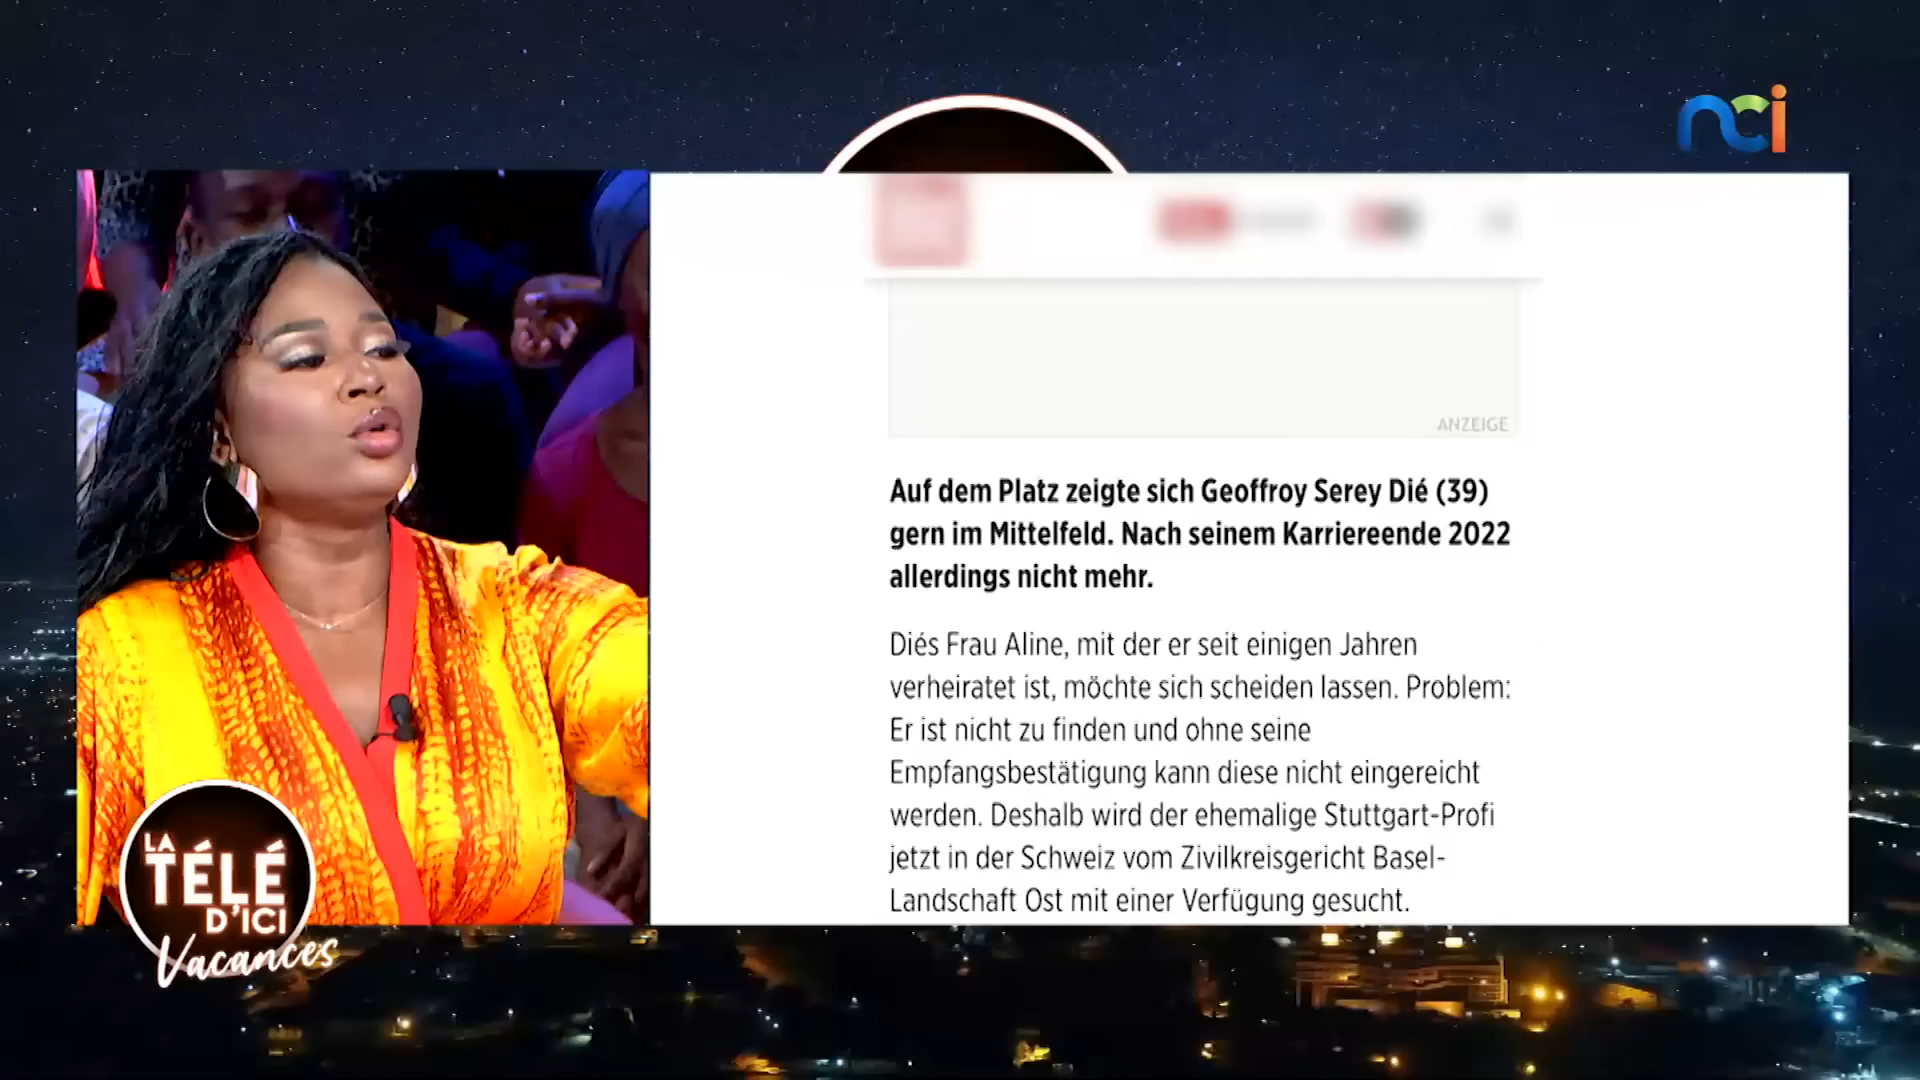 nci
ANZEIGE
Auf dem Platz zeigte sich Geoffroy Serey Dié (39)
gern im Mittelfeld. Nach seinem Karriereende 2022
allerdings nicht mehr.
Diés Frau Aline, mit der er seit einigen Jahren
verheiratet ist, möchte sich scheiden lassen. Problem:
Er ist nicht zu finden und ohne seine
Empfangsbestätigung kann diese nicht eingereicht
werden. Deshalb wird der ehemalige Stuttgart-Profi
jetzt in der Schweiz vom Zivilkreisgericht Basel-
Landschaft Ost mit einer Verfügung gesucht.
LA
TÉLÉ
D'ICI
Vacances